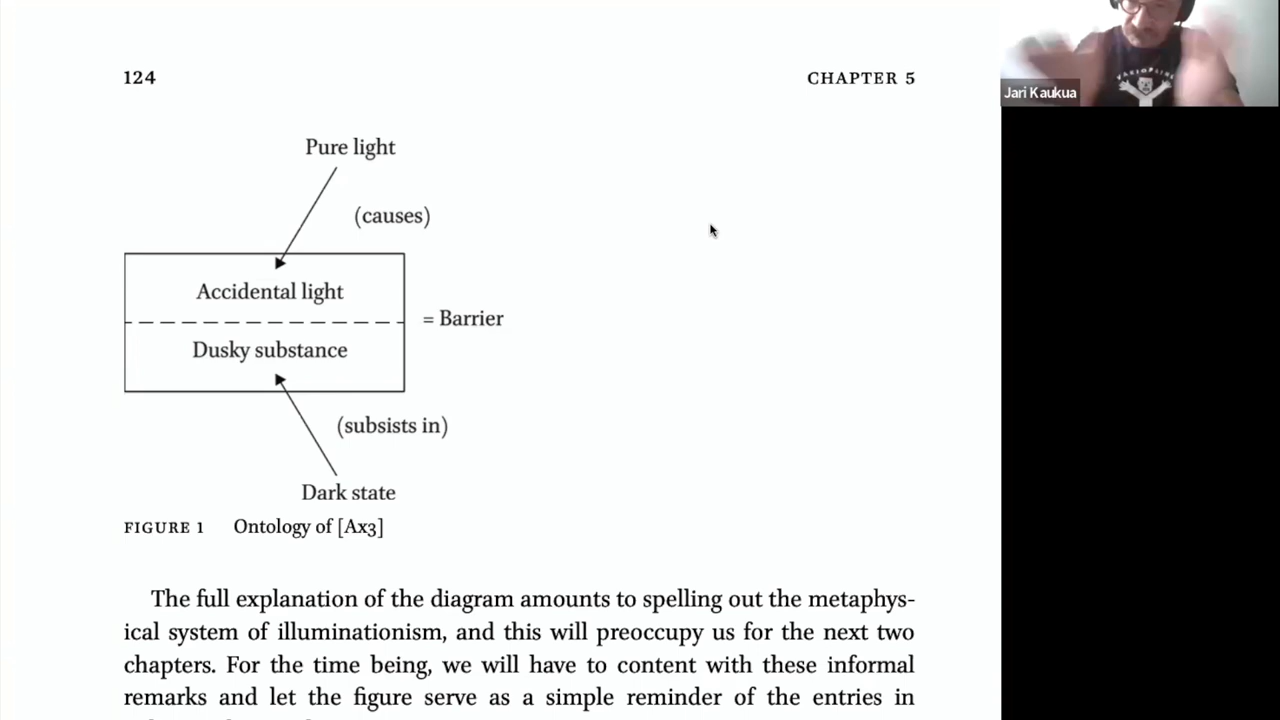 124
CHAPTER 5
Jari Kaukua
Pure light
(causes)
Accidental light
= Barrier
Dusky substance
(subsists in)
Dark state
FIGURE 1 Ontology of [Ax3]
The full explanation of the diagram amounts to spelling out the metaphys-
ical system of illuminationism, and this will preoccupy us for the next two
chapters. For the time being, we will have to content with these informal
remarks and let the figure serve as a simple reminder of the entries in